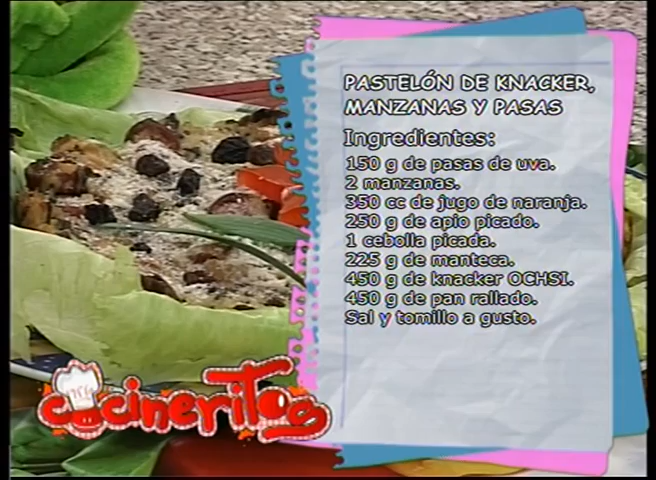 PASTELÓN DE KNACKER,
MANZANAS Y PASAS
Ingredientes:
150 g de pasas de uva.
2 manzanas.
350 cc de jugo de naranja.
250 g de apio picado.
1 cebolla picada.
225 g de manteca.
450 g de knacker OCHSI.
450 g de pan rallado.
Sal y tomillo a gusto.
cocineritos